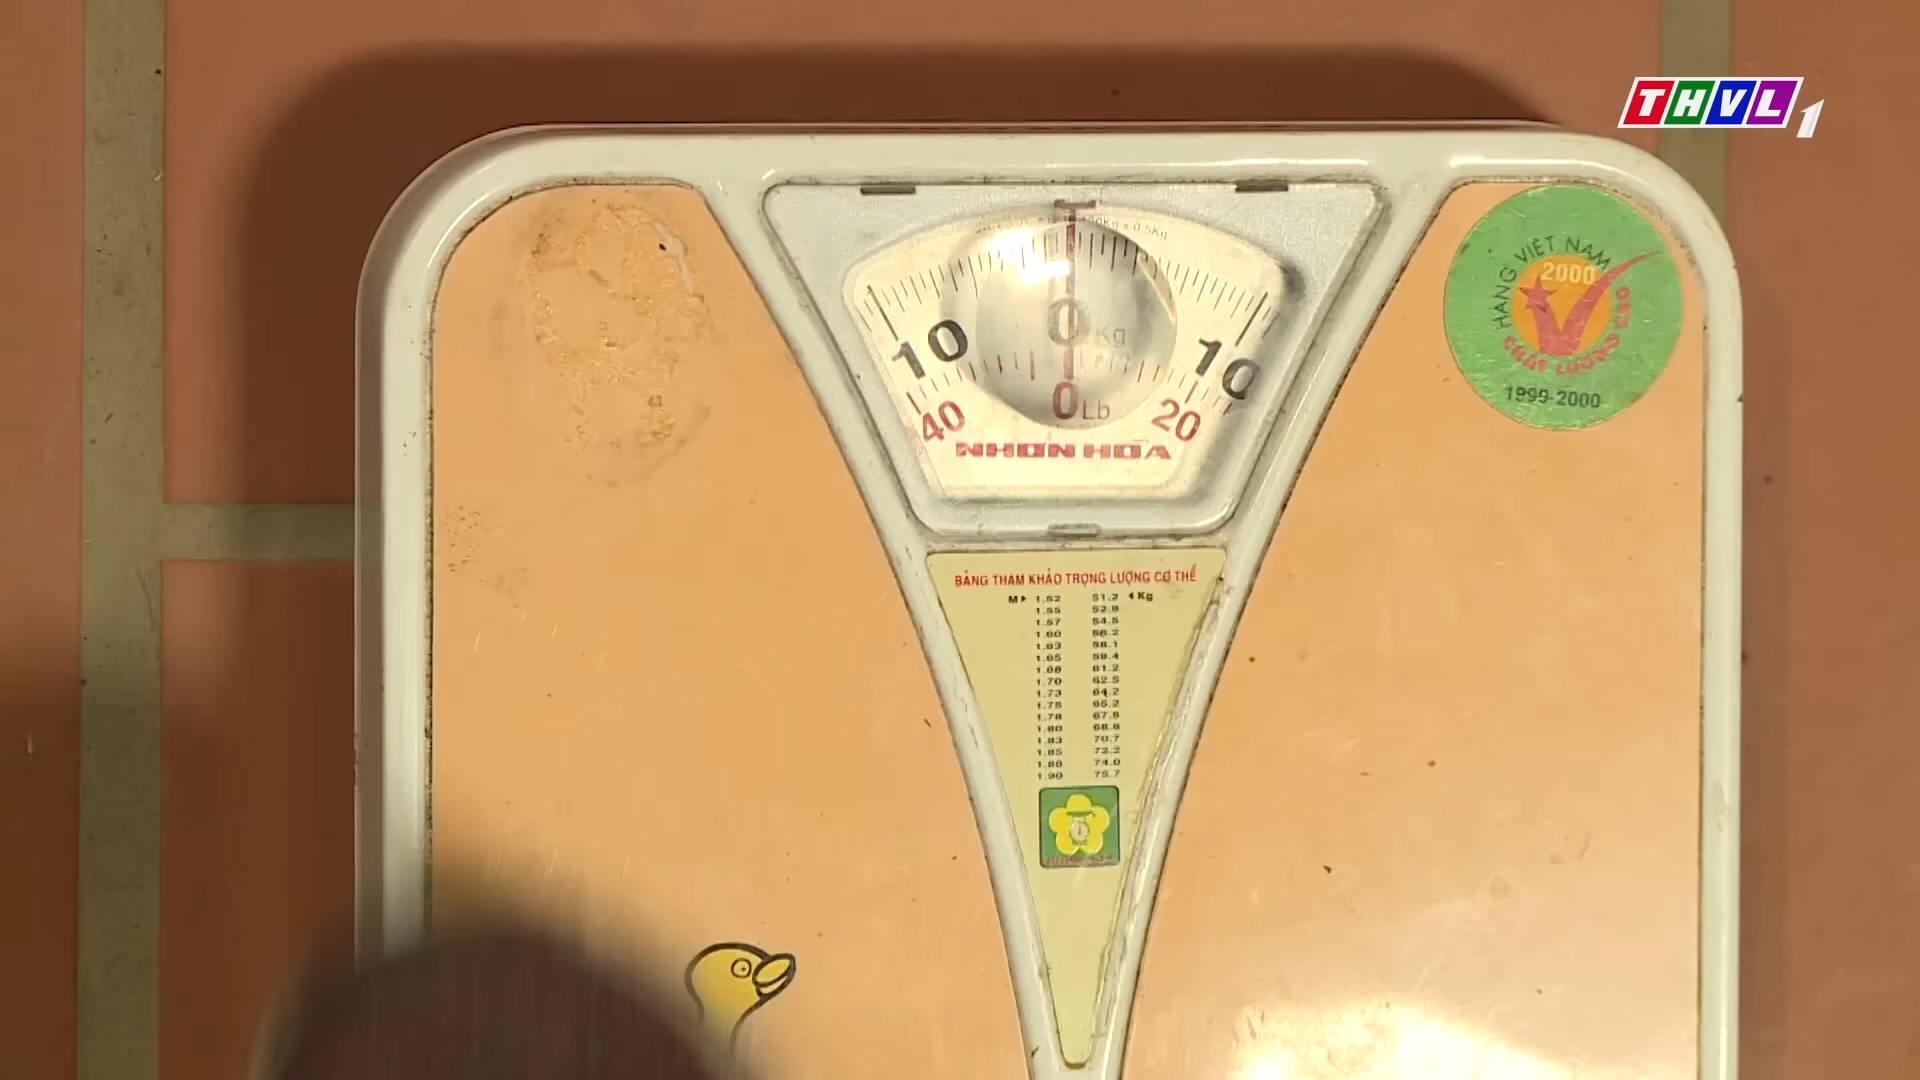 THVL1
HÀNG VIỆT NAM
2000
CHẤT LƯỢNG CAO
1999-2000
10 0 Kg 10
40 0 Lb 20
NHƠN HÒA
BẢNG THAM KHẢO TRỌNG LƯỢNG CƠ THỂ
M 1.52 51.2 Kg
1.55 52.9
1.57 54.5
1.60 56.2
1.63 58.1
1.65 59.4
1.68 61.2
1.70 62.5
1.73 64.2
1.75 65.2
1.78 67.8
1.80 68.8
1.83 70.7
1.85 72.2
1.88 74.0
1.90 75.7